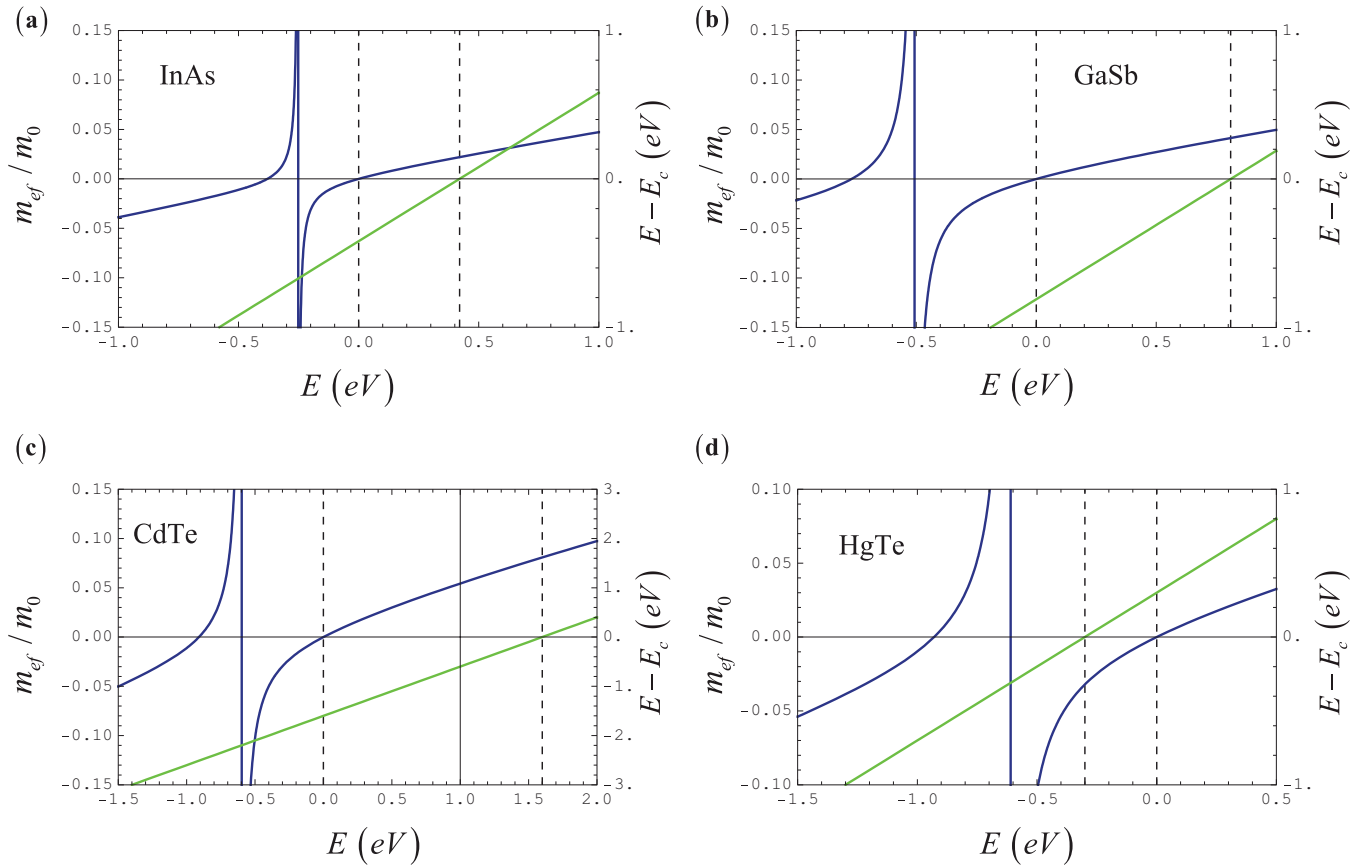 (a)
InAs
0.15
0.10
0.05
0.00
-0.05
-0.10
-0.15
m_ef / m_0
1.
0.
-1.
E − E_c (eV)
-1.0 -0.5 0.0 0.5 1.0
E (eV)
(b)
GaSb
0.15
0.10
0.05
0.00
-0.05
-0.10
-0.15
m_ef / m_0
1.
0.
-1.
E − E_c (eV)
-1.0 -0.5 0.0 0.5 1.0
E (eV)
(c)
CdTe
0.15
0.10
0.05
0.00
-0.05
-0.10
-0.15
m_ef / m_0
3.
2.
1.
0.
-1.
-2.
-3.
E − E_c (eV)
-1.5 -1.0 -0.5 0.0 0.5 1.0 1.5 2.0
E (eV)
(d)
HgTe
0.10
0.05
0.00
-0.05
-0.10
m_ef / m_0
1.
0.
-1.
E − E_c (eV)
-1.5 -1.0 -0.5 0.0 0.5
E (eV)